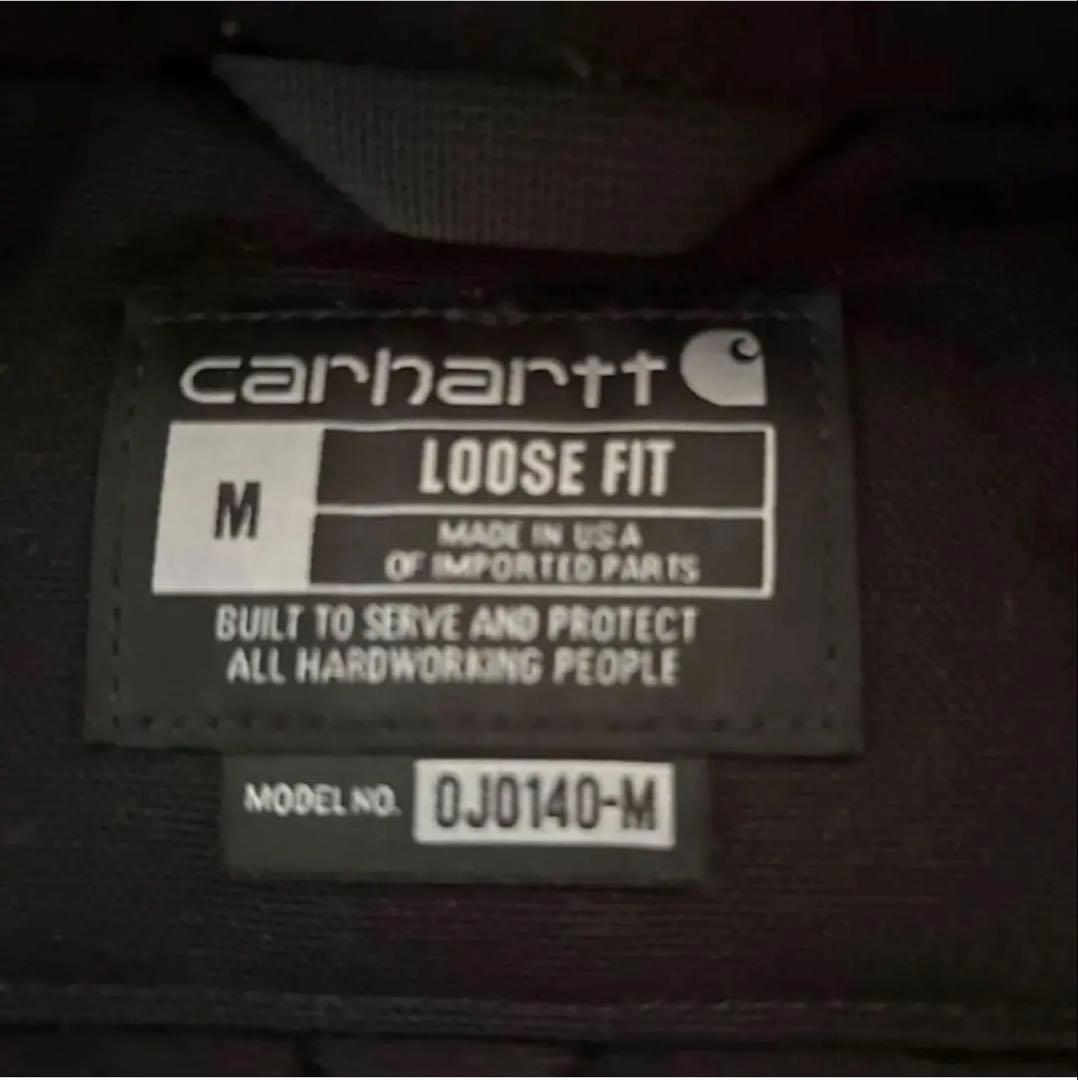 carhartt
M
LOOSE FIT
MADE IN USA
OF IMPORTED PARTS
BUILT TO SERVE AND PROTECT
ALL HARDWORKING PEOPLE
MODEL NO. 0J0140-M